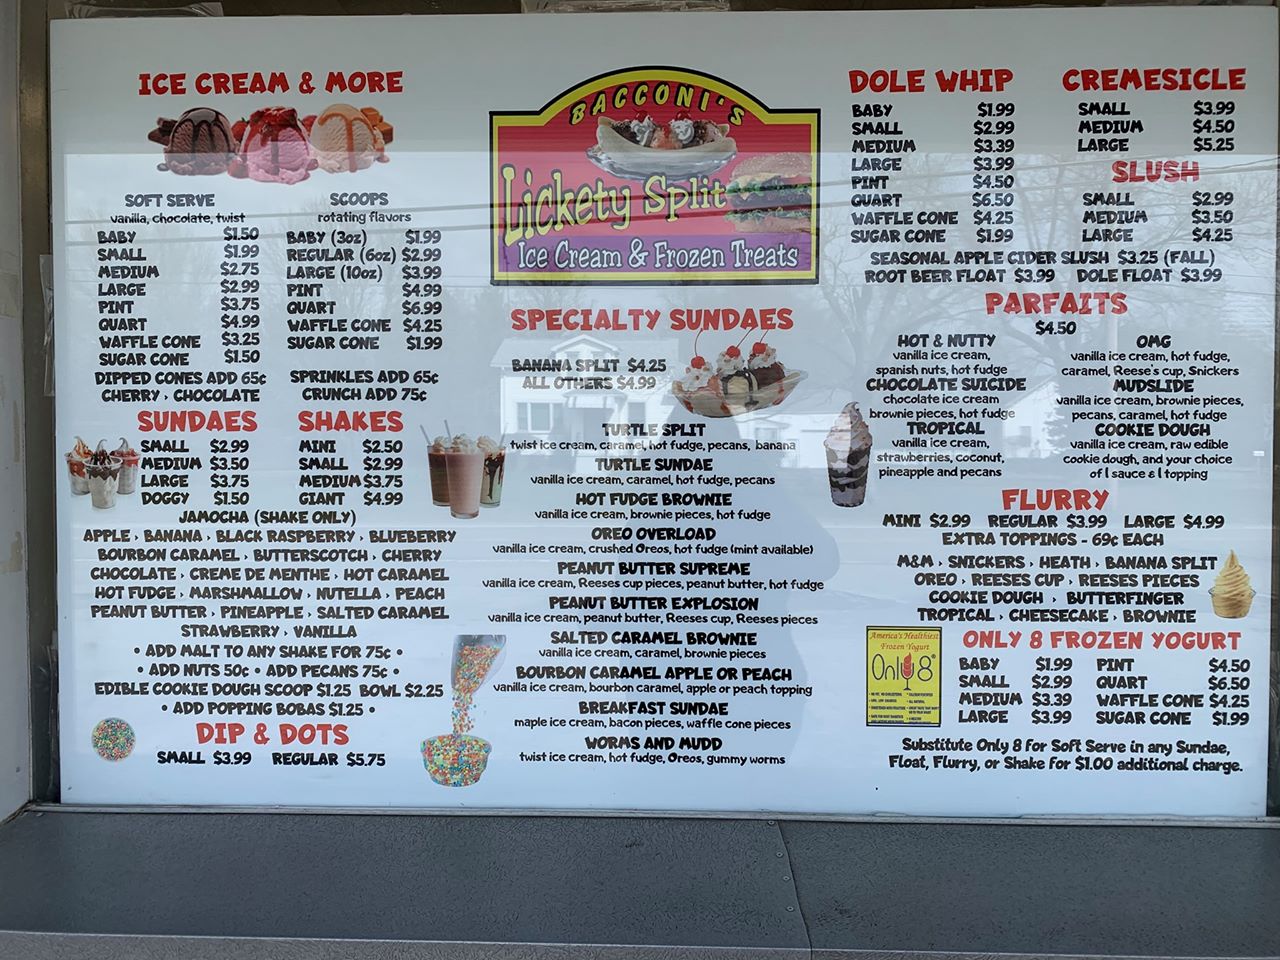 ICE CREAM & MORE
SOFT SERVE
vanilla, chocolate, twist
BABY $1.50
SMALL $1.99
MEDIUM $2.75
LARGE $2.99
PINT $3.75
QUART $4.99
WAFFLE CONE $3.25
SUGAR CONE $1.50
DIPPED CONES ADD 65¢
CHERRY • CHOCOLATE
SCOOPS
rotating flavors
BABY (3oz) $1.99
REGULAR (6oz) $2.99
LARGE (10oz) $3.99
PINT $4.99
QUART $6.99
WAFFLE CONE $4.25
SUGAR CONE $1.99
SPRINKLES ADD 65¢
CRUNCH ADD 75¢
SUNDAES
SMALL $2.99
MEDIUM $3.50
LARGE $3.75
DOGGY $1.50
SHAKES
MINI $2.50
SMALL $2.99
MEDIUM $3.75
GIANT $4.99
JAMOCHA (SHAKE ONLY)
APPLE • BANANA • BLACK RASPBERRY • BLUEBERRY
BOURBON CARAMEL • BUTTERSCOTCH • CHERRY
CHOCOLATE • CREME DE MENTHE • HOT CARAMEL
HOT FUDGE • MARSHMALLOW • NUTELLA • PEACH
PEANUT BUTTER • PINEAPPLE • SALTED CARAMEL
STRAWBERRY • VANILLA
• ADD MALT TO ANY SHAKE FOR 75¢ •
• ADD NUTS 50¢ • ADD PECANS 75¢ •
EDIBLE COOKIE DOUGH SCOOP $1.25 BOWL $2.25
• ADD POPPING BOBAS $1.25 •
DIP & DOTS
SMALL $3.99 REGULAR $5.75
BACCONI'S
Lickety Split
Ice Cream & Frozen Treats
SPECIALTY SUNDAES
BANANA SPLIT $4.25
ALL OTHERS $4.99
TURTLE SPLIT
twist ice cream, caramel, hot fudge, pecans, banana
TURTLE SUNDAE
vanilla ice cream, caramel, hot fudge, pecans
HOT FUDGE BROWNIE
vanilla ice cream, brownie pieces, hot fudge
OREO OVERLOAD
vanilla ice cream, crushed Oreos, hot fudge (mint available)
PEANUT BUTTER SUPREME
vanilla ice cream, Reeses cup pieces, peanut butter, hot fudge
PEANUT BUTTER EXPLOSION
vanilla ice cream, peanut butter, Reeses cup, Reeses pieces
SALTED CARAMEL BROWNIE
vanilla ice cream, caramel, brownie pieces
BOURBON CARAMEL APPLE OR PEACH
vanilla ice cream, bourbon caramel, apple or peach topping
BREAKFAST SUNDAE
maple ice cream, bacon pieces, waffle cone pieces
WORMS AND MUDD
twist ice cream, hot fudge, Oreos, gummy worms
DOLE WHIP
BABY $1.99
SMALL $2.99
MEDIUM $3.39
LARGE $3.99
PINT $4.50
QUART $6.50
WAFFLE CONE $4.25
SUGAR CONE $1.99
CREMESICLE
SMALL $3.99
MEDIUM $4.50
LARGE $5.25
SLUSH
SMALL $2.99
MEDIUM $3.50
LARGE $4.25
SEASONAL APPLE CIDER SLUSH $3.25 (FALL)
ROOT BEER FLOAT $3.99 DOLE FLOAT $3.99
PARFAITS
$4.50
HOT & NUTTY
vanilla ice cream,
spanish nuts, hot fudge
CHOCOLATE SUICIDE
chocolate ice cream
brownie pieces, hot fudge
TROPICAL
vanilla ice cream,
strawberries, coconut,
pineapple and pecans
OMG
vanilla ice cream, hot fudge,
caramel, Reese's cup, Snickers
MUDSLIDE
vanilla ice cream, brownie pieces,
pecans, caramel, hot fudge
COOKIE DOUGH
vanilla ice cream, raw edible
cookie dough, and your choice
of 1 sauce & 1 topping
FLURRY
MINI $2.99 REGULAR $3.99 LARGE $4.99
EXTRA TOPPINGS - 69¢ EACH
M&M • SNICKERS • HEATH • BANANA SPLIT
OREO • REESES CUP • REESES PIECES
COOKIE DOUGH • BUTTERFINGER
TROPICAL • CHEESECAKE • BROWNIE
America's Healthiest
Frozen Yogurt
Only 8
ONLY 8 FROZEN YOGURT
BABY $1.99
SMALL $2.99
MEDIUM $3.39
LARGE $3.99
PINT $4.50
QUART $6.50
WAFFLE CONE $4.25
SUGAR CONE $1.99
Substitute Only 8 for Soft Serve in any Sundae,
Float, Flurry, or Shake for $1.00 additional charge.